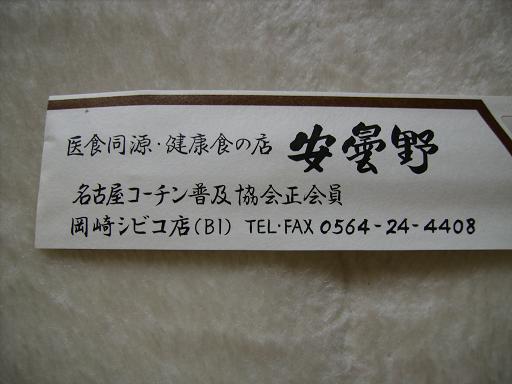 医食同源・健康食の店 安曇野
名古屋コーチン普及協会正会員
岡崎シビコ店(B1) TEL・FAX 0564-24-4408